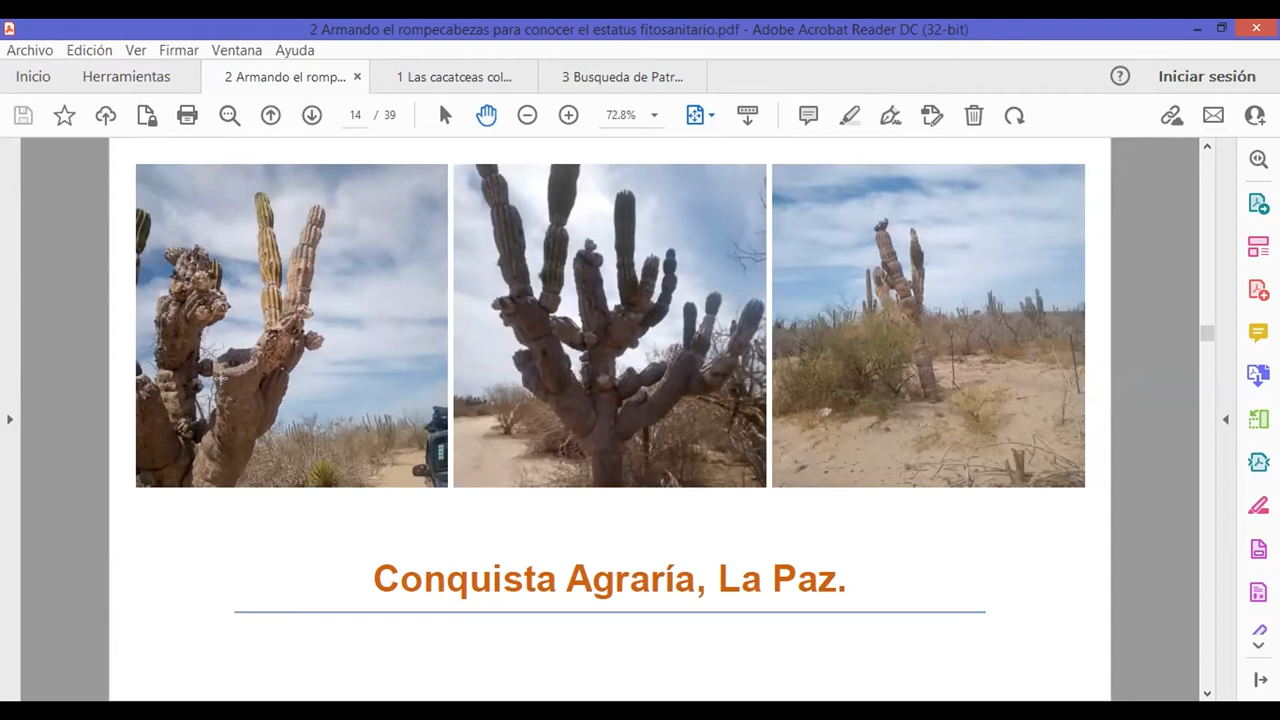 2 Armando el rompecabezas para conocer el estatus fitosanitario.pdf - Adobe Acrobat Reader DC (32-bit)
Archivo Edición Ver Firmar Ventana Ayuda
Inicio Herramientas 2 Armando el romp... × 1 Las cacatceas col... 3 Busqueda de Patr... Iniciar sesión
14 / 39 72.8%
Conquista Agraría, La Paz.